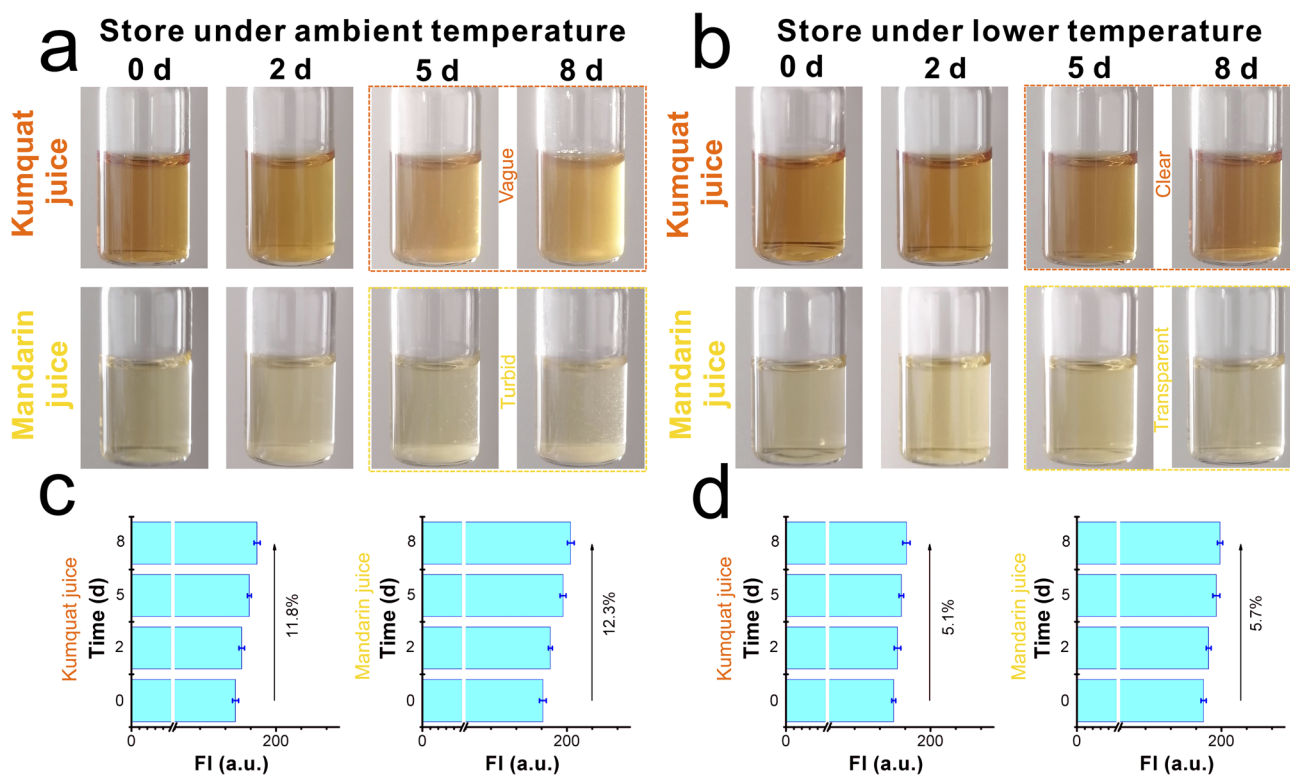 a
Store under ambient temperature
0 d 2 d 5 d 8 d
Kumquat
juice
Vague
Mandarin
juice
Turbid
b
Store under lower temperature
0 d 2 d 5 d 8 d
Kumquat
juice
Clear
Mandarin
juice
Transparent
c
Kumquat juice
Time (d)
8
5
2
0
11.8%
0 200
FI (a.u.)
Mandarin juice
Time (d)
8
5
2
0
12.3%
0 200
FI (a.u.)
d
Kumquat juice
Time (d)
8
5
2
0
5.1%
0 200
FI (a.u.)
Mandarin juice
Time (d)
8
5
2
0
5.7%
0 200
FI (a.u.)